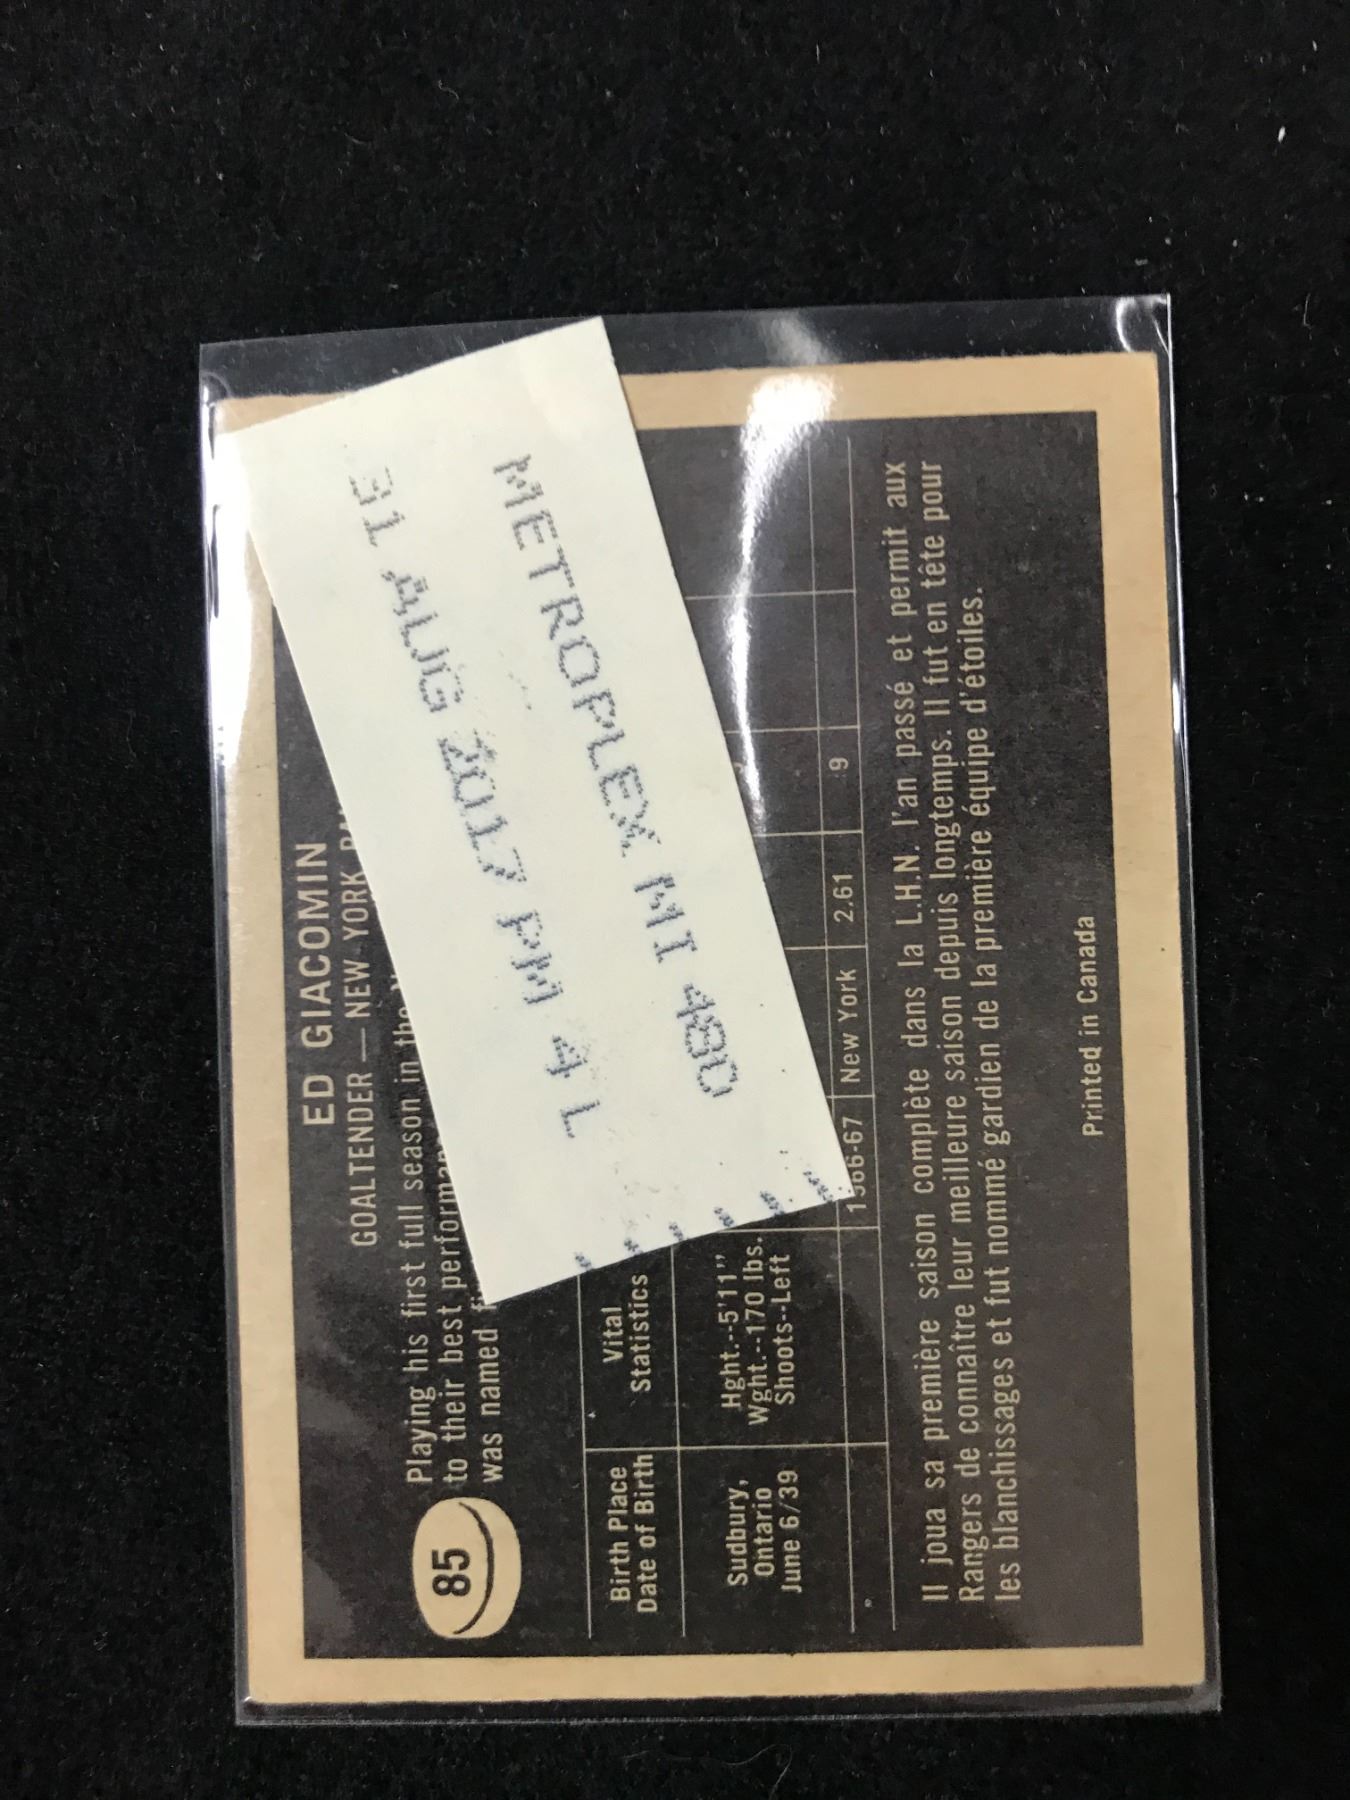 31 AUG 2017 PM 4 L
METROPLEX MI 480
ED GIACOMIN
GOALTENDER — NEW YORK
85
Playing his first full season in the
to their best
was named
Birth Place
Date of Birth
Vital
Statistics
Sudbury,
Ontario
June 6/39
Hght.--5'11"
Wght.--170 lbs.
Shoots--Left
1966-67 New York 2.61 9
Il joua sa première saison complète dans la L.H.N. l'an passé et permit aux
Rangers de connaître leur meilleure saison depuis longtemps. Il fut en tête pour
les blanchissages et fut nommé gardien de la première équipe d'étoiles.
Printed in Canada